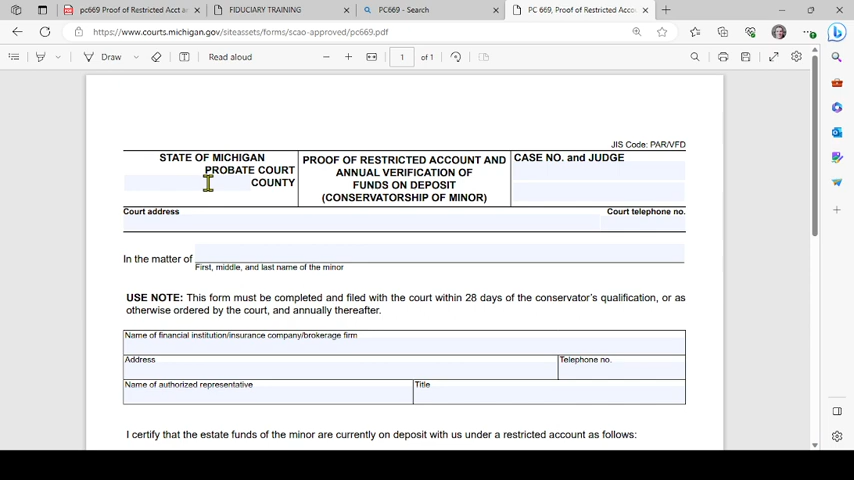 pc669 Proof of Restricted Acct a
FIDUCIARY TRAINING
PC669 - Search
PC 669, Proof of Restricted Acco
https://www.courts.michigan.gov/siteassets/forms/scao-approved/pc669.pdf
Draw
Read aloud
1
of 1
JIS Code: PAR/VFD
STATE OF MICHIGAN
PROBATE COURT
COUNTY
PROOF OF RESTRICTED ACCOUNT AND
ANNUAL VERIFICATION OF
FUNDS ON DEPOSIT
(CONSERVATORSHIP OF MINOR)
CASE NO. and JUDGE
Court address
Court telephone no.
In the matter of
First, middle, and last name of the minor
USE NOTE: This form must be completed and filed with the court within 28 days of the conservator's qualification, or as
otherwise ordered by the court, and annually thereafter.
Name of financial institution/insurance company/brokerage firm
Address
Telephone no.
Name of authorized representative
Title
I certify that the estate funds of the minor are currently on deposit with us under a restricted account as follows: